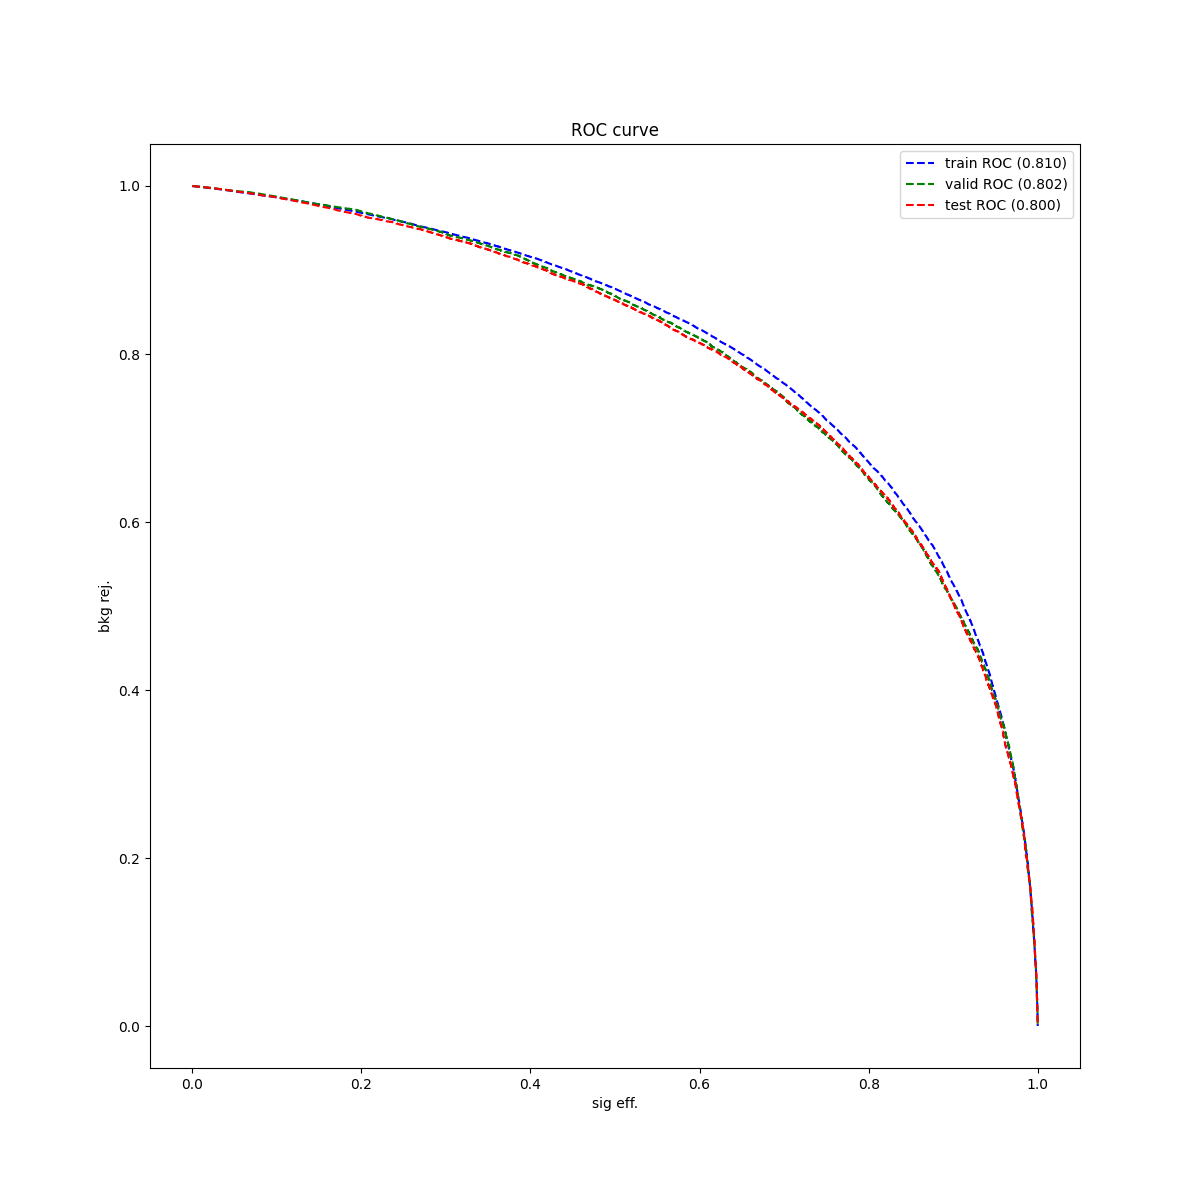 ROC curve
train ROC (0.810)
valid ROC (0.802)
test ROC (0.800)
1.0
0.8
0.6
0.4
0.2
0.0
bkg rej.
0.0 0.2 0.4 0.6 0.8 1.0
sig eff.